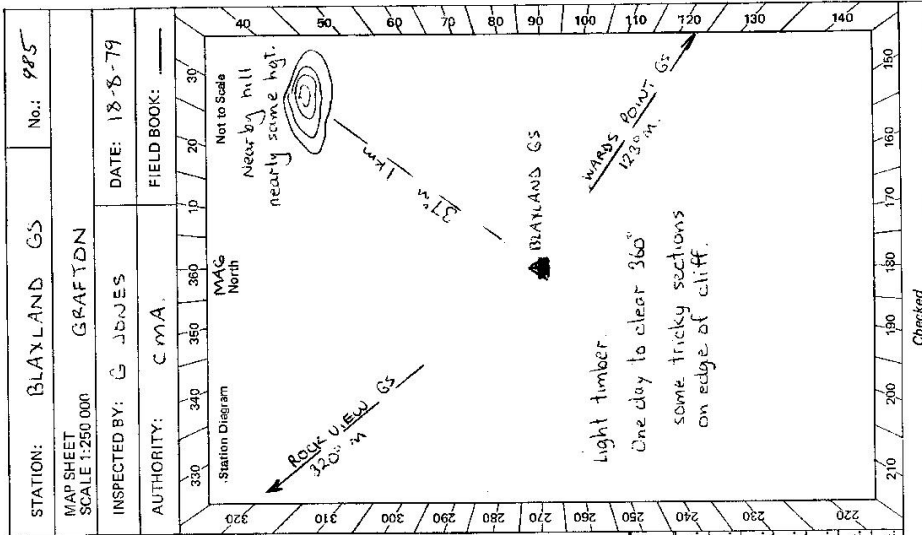 STATION: BLAXLAND GS No.: 985
MAP SHEET
SCALE 1:250 000 GRAFTON
INSPECTED BY: G JONES DATE: 18-8-79
AUTHORITY: CMA. FIELD BOOK: —
330 340 350 360 10 20 30
Station Diagram
MAG
North
Not to Scale
Nearby hill
nearly same hgt.
ROCK VIEW GS
320° m
1 km
37° m
BLAXLAND GS
WARDS POINT GS
123° m.
Light timber.
One day to clear 360°
some tricky sections
on edge of cliff.
40
50
60
70
80
90
100
110
120
130
140
320
310
300
290
280
270
260
250
240
230
220
210 200 190 180 170 160 150
Checked